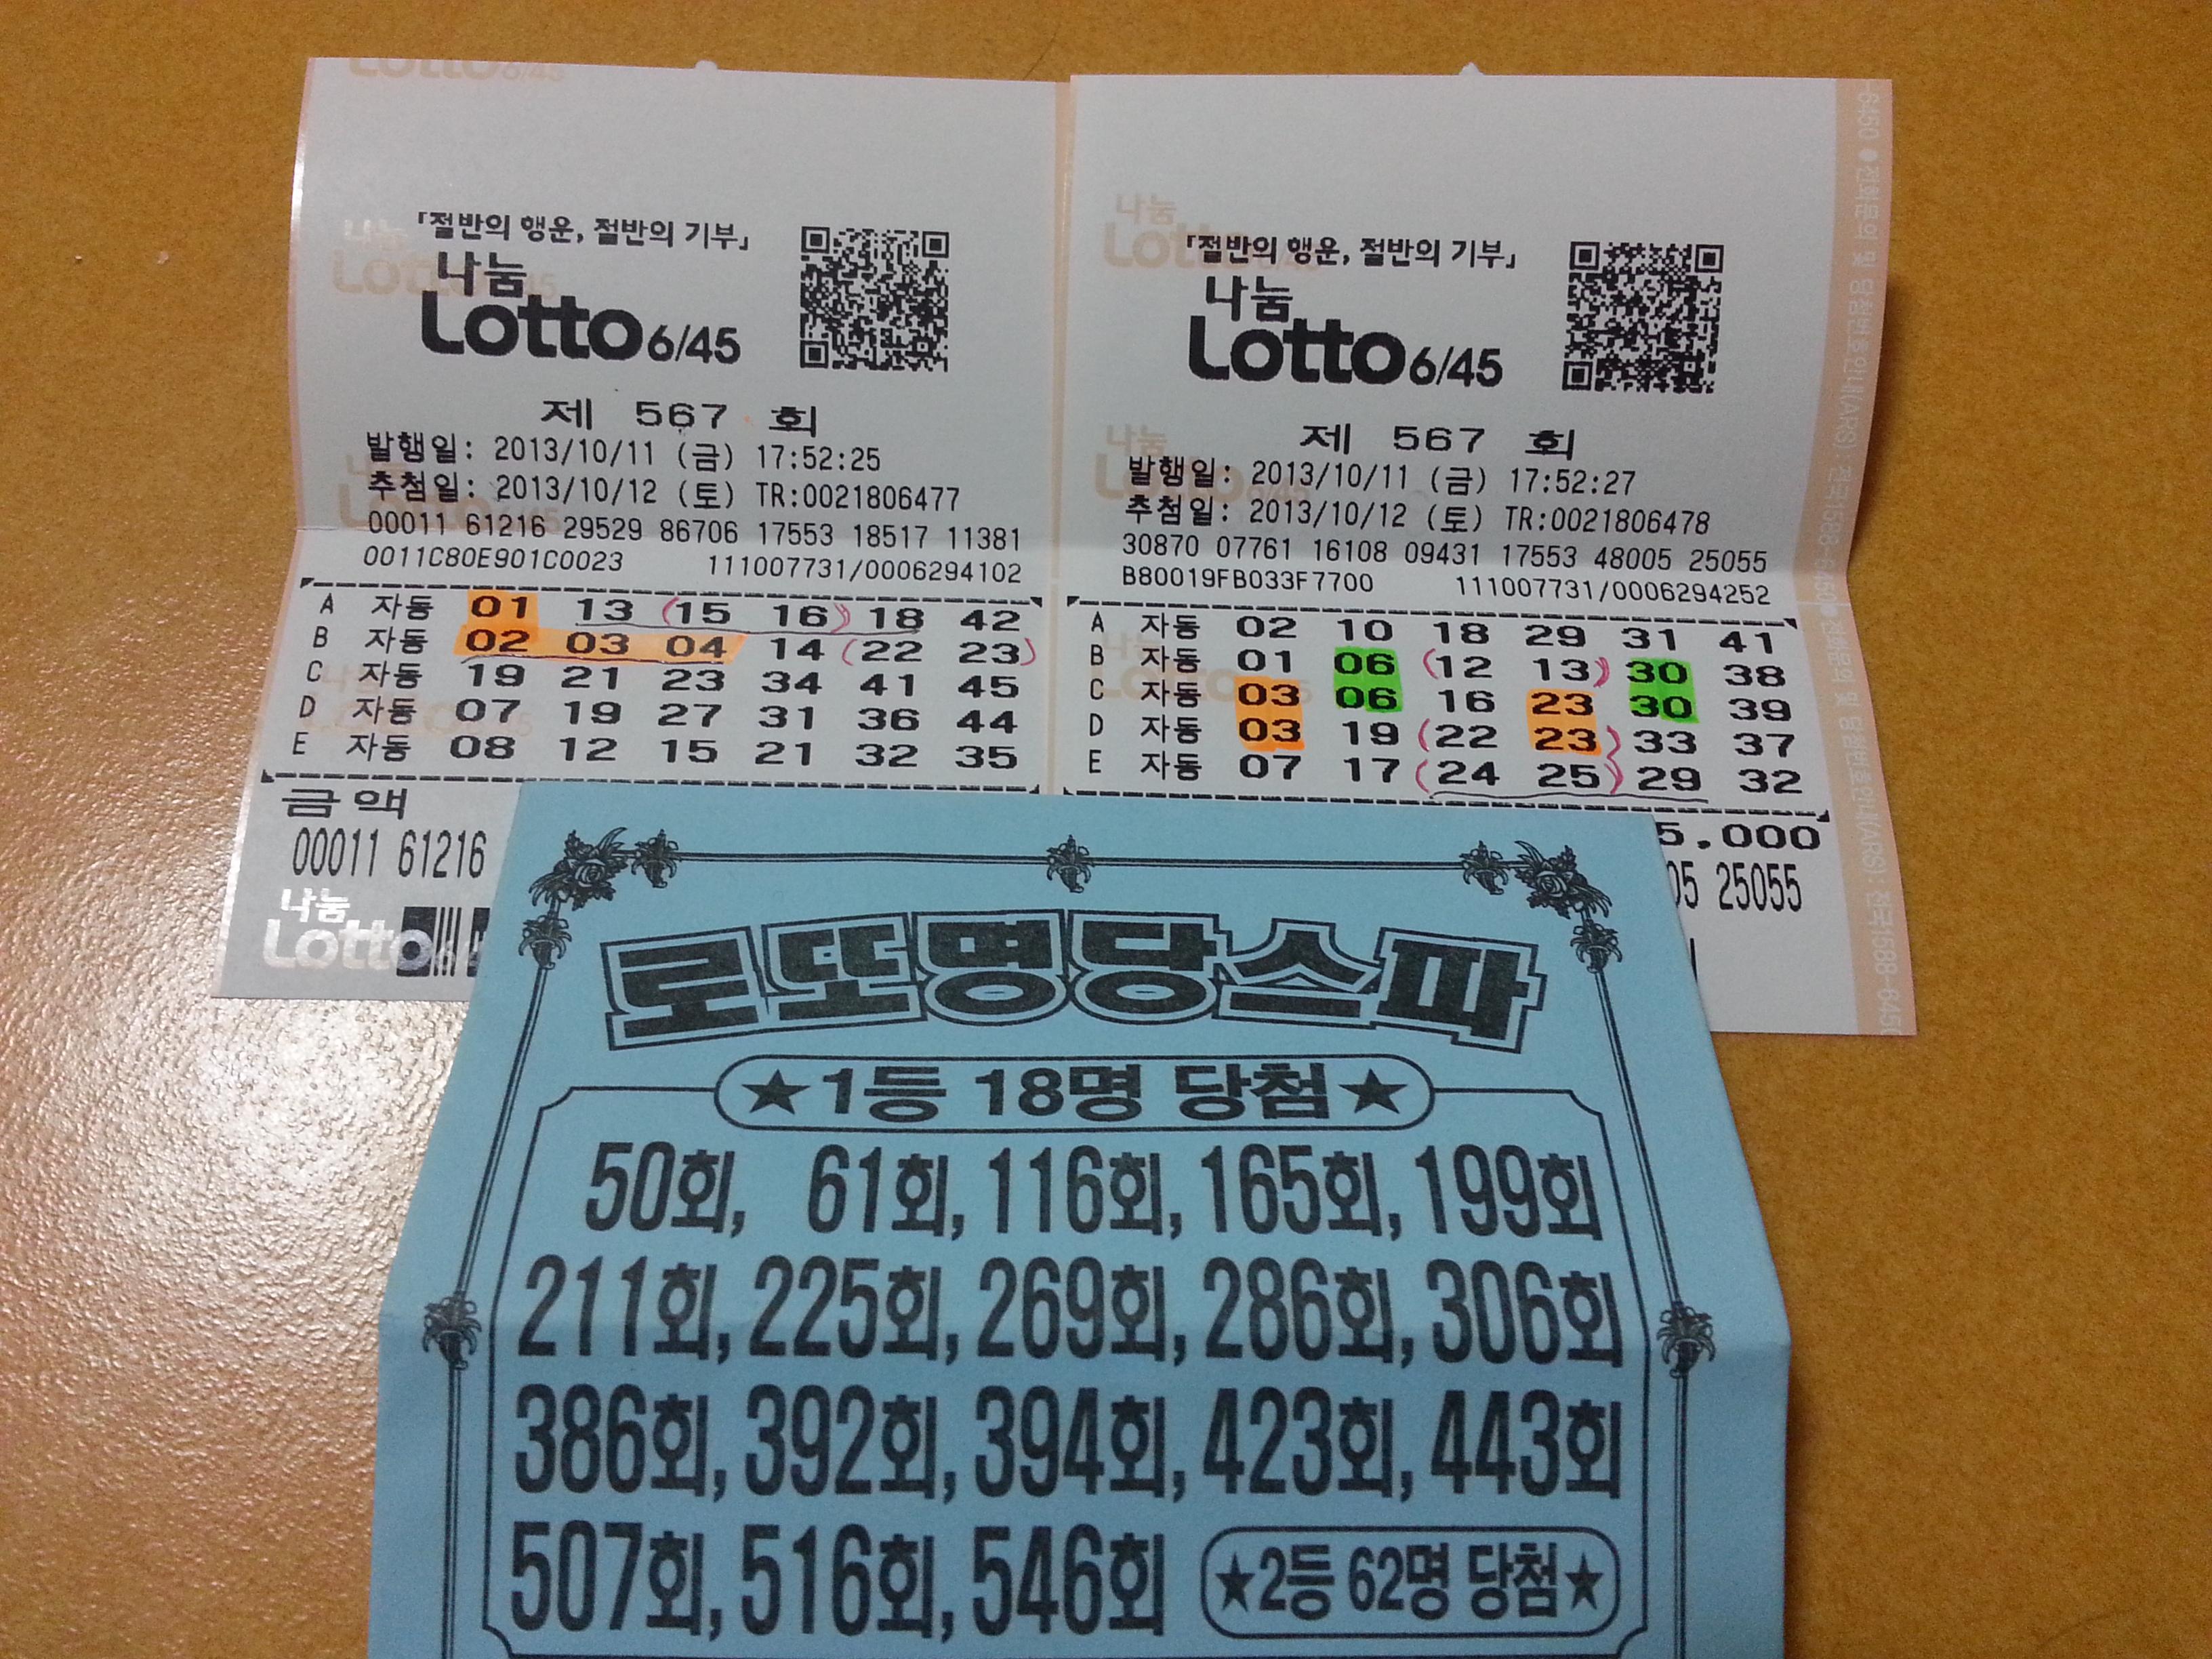 「절반의 행운, 절반의 기부」
나눔
Lotto 6/45
제 567 회
발행일: 2013/10/11 (금) 17:52:25
추첨일: 2013/10/12 (토) TR:0021806477
00011 61216 29529 86706 17553 18517 11381
0011C80E901C0023 111007731/0006294102
A 자동 01 13 (15 16) 18 42
B 자동 02 03 04 14 (22 23)
C 자동 19 21 23 34 41 45
D 자동 07 19 27 31 36 44
E 자동 08 12 15 21 32 35
금액
00011 61216
나눔
Lotto
「절반의 행운, 절반의 기부」
나눔
Lotto 6/45
제 567 회
발행일: 2013/10/11 (금) 17:52:27
추첨일: 2013/10/12 (토) TR:0021806478
30870 07761 16108 09431 17553 48005 25055
B80019FB033F7700 111007731/0006294252
A 자동 02 10 18 29 31 41
B 자동 01 06 (12 13) 30 38
C 자동 03 06 16 23 30 39
D 자동 03 19 (22 23) 33 37
E 자동 07 17 (24 25) 29 32
5,000
05 25055
로또명당스파
★1등 18명 당첨★
50회, 61회, 116회, 165회, 199회
211회, 225회, 269회, 286회, 306회
386회, 392회, 394회, 423회, 443회
507회, 516회, 546회 ★2등 62명 당첨★